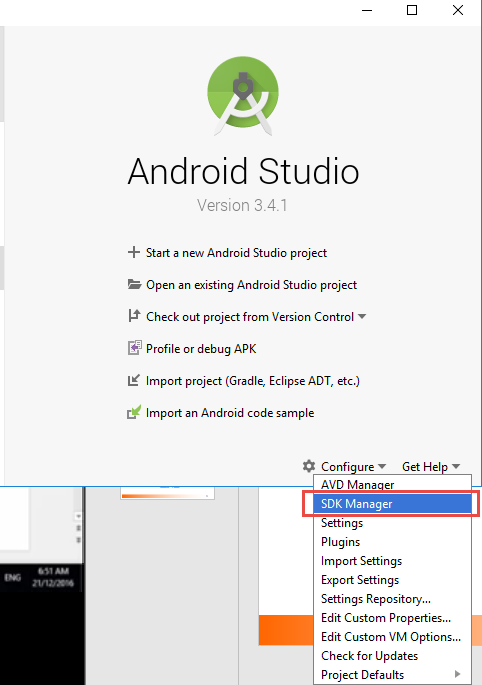 Android Studio
Version 3.4.1
Start a new Android Studio project
Open an existing Android Studio project
Check out project from Version Control
Profile or debug APK
Import project (Gradle, Eclipse ADT, etc.)
Import an Android code sample
Configure Get Help
AVD Manager
SDK Manager
Settings
Plugins
Import Settings
Export Settings
Settings Repository...
Edit Custom Properties...
Edit Custom VM Options...
Check for Updates
Project Defaults
ENG
6:51 AM
21/12/2016